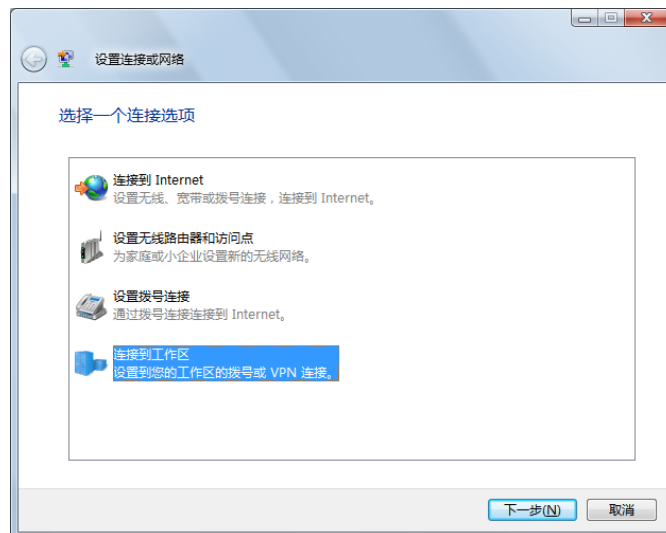 设置连接或网络
选择一个连接选项
连接到 Internet
设置无线、宽带或拨号连接，连接到 Internet。
设置无线路由器和访问点
为家庭或小企业设置新的无线网络。
设置拨号连接
通过拨号连接连接到 Internet。
连接到工作区
设置到您的工作区的拨号或 VPN 连接。
下一步(N) 取消